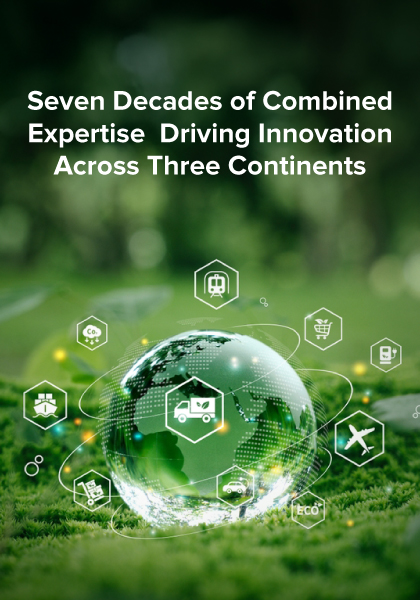 Seven Decades of Combined
Expertise  Driving Innovation
Across Three Continents
Co₂
ECO